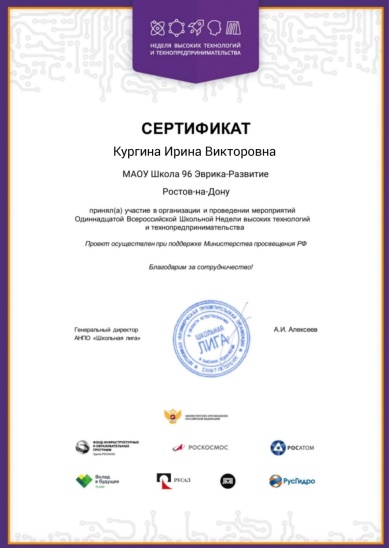 НЕДЕЛЯ ВЫСОКИХ ТЕХНОЛОГИЙ
И ТЕХНОПРЕДПРИНИМАТЕЛЬСТВА
СЕРТИФИКАТ
Кургина Ирина Викторовна
МАОУ Школа 96 Эврика-Развитие
Ростов-на-Дону
принял(а) участие в организации и проведении мероприятий
Одиннадцатой Всероссийской Школьной Недели высоких технологий
и технопредпринимательства
Проект осуществлен при поддержке Министерства просвещения РФ
Благодарим за сотрудничество!
Генеральный директор
АНПО «Школьная лига»
А.И. Алексеев
ШКОЛЬНАЯ
ЛИГА
САНКТ-ПЕТЕРБУРГ
МИНИСТЕРСТВО ПРОСВЕЩЕНИЯ
РОССИЙСКОЙ ФЕДЕРАЦИИ
ФОНД ИНФРАСТРУКТУРНЫХ
И ОБРАЗОВАТЕЛЬНЫХ
ПРОГРАММ
РОСКОСМОС
РОСАТОМ
Вклад
в будущее
РУСАЛ
РусГидро